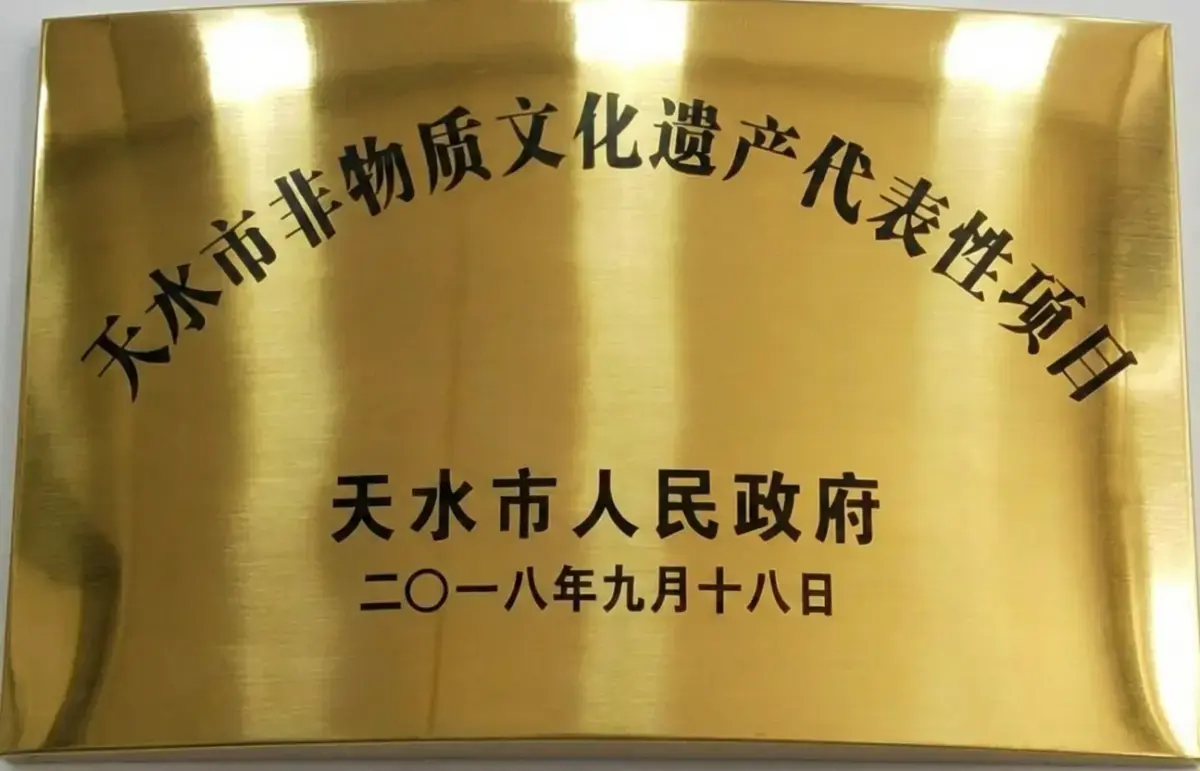 天水市非物质文化遗产代表性项目
天水市人民政府
二〇一八年九月十八日